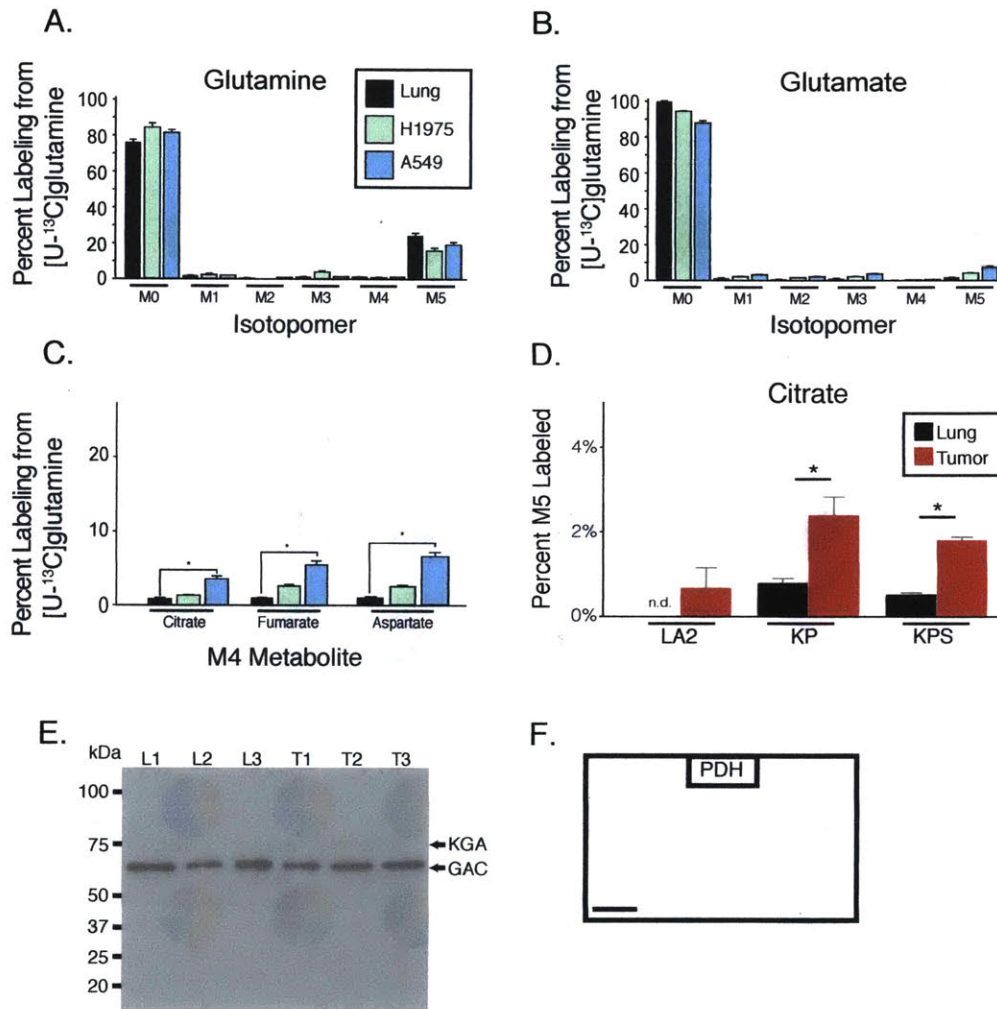 A.
Glutamine
Percent Labeling from
[U-¹³C]glutamine
100
80
60
40
20
0
M0 M1 M2 M3 M4 M5
Isotopomer
Lung
H1975
A549
B.
Glutamate
Percent Labeling from
[U-¹³C]glutamine
100
80
60
40
20
0
M0 M1 M2 M3 M4 M5
Isotopomer
C.
Percent Labeling from
[U-¹³C]glutamine
20
10
0
*
*
*
Citrate Fumarate Aspartate
M4 Metabolite
D.
Citrate
Percent M5 Labeled
4%
2%
0%
n.d.
*
*
LA2 KP KPS
Lung
Tumor
E.
kDa L1 L2 L3 T1 T2 T3
100
75
50
37
25
20
KGA
GAC
F.
PDH